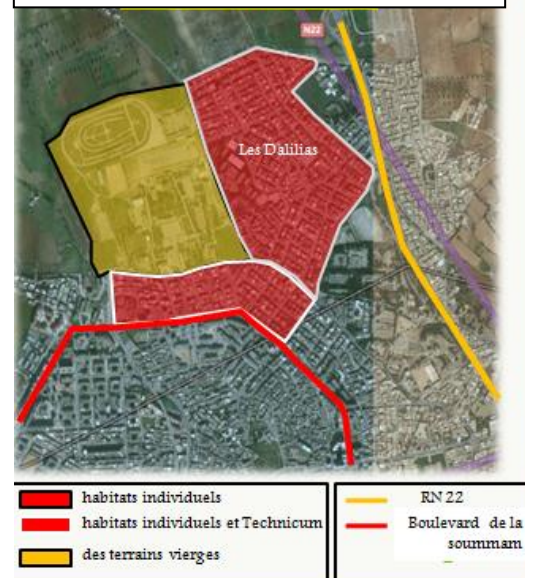 N22
Les Dalilias
habitats individuels
habitats individuels et Technicum
des terrains vierges
RN 22
Boulevard de la
soummam